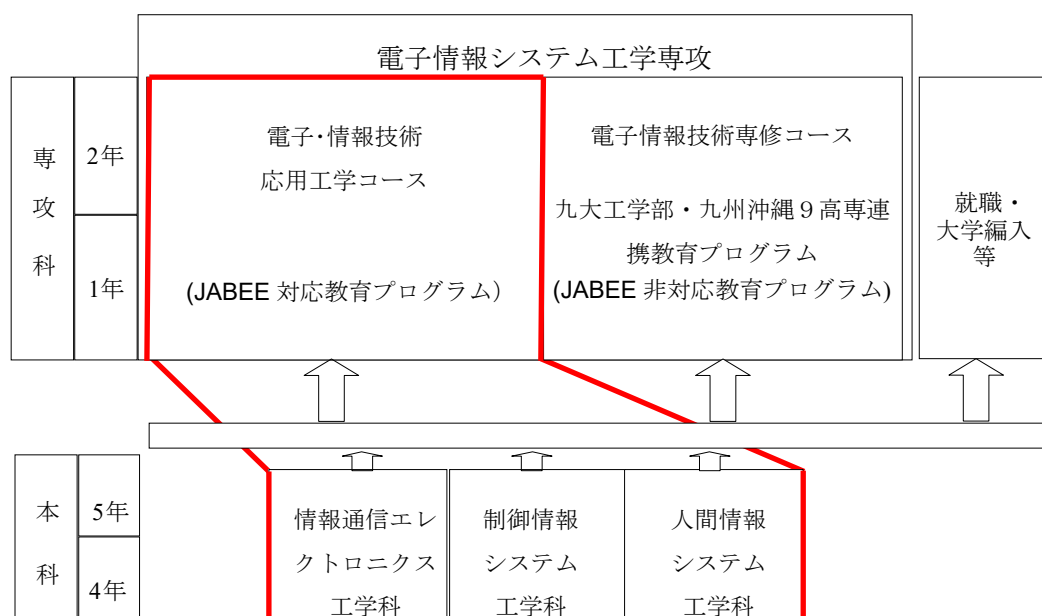 電子情報システム工学専攻
専
攻
科
2年
1年
電子・情報技術
応用工学コース
(JABEE 対応教育プログラム）
電子情報技術専修コース
九大工学部・九州沖縄９高専連
携教育プログラム
(JABEE 非対応教育プログラム)
就職・
大学編入
等
本
科
5年
4年
情報通信エレ
クトロニクス
工学科
制御情報
システム
工学科
人間情報
システム
工学科